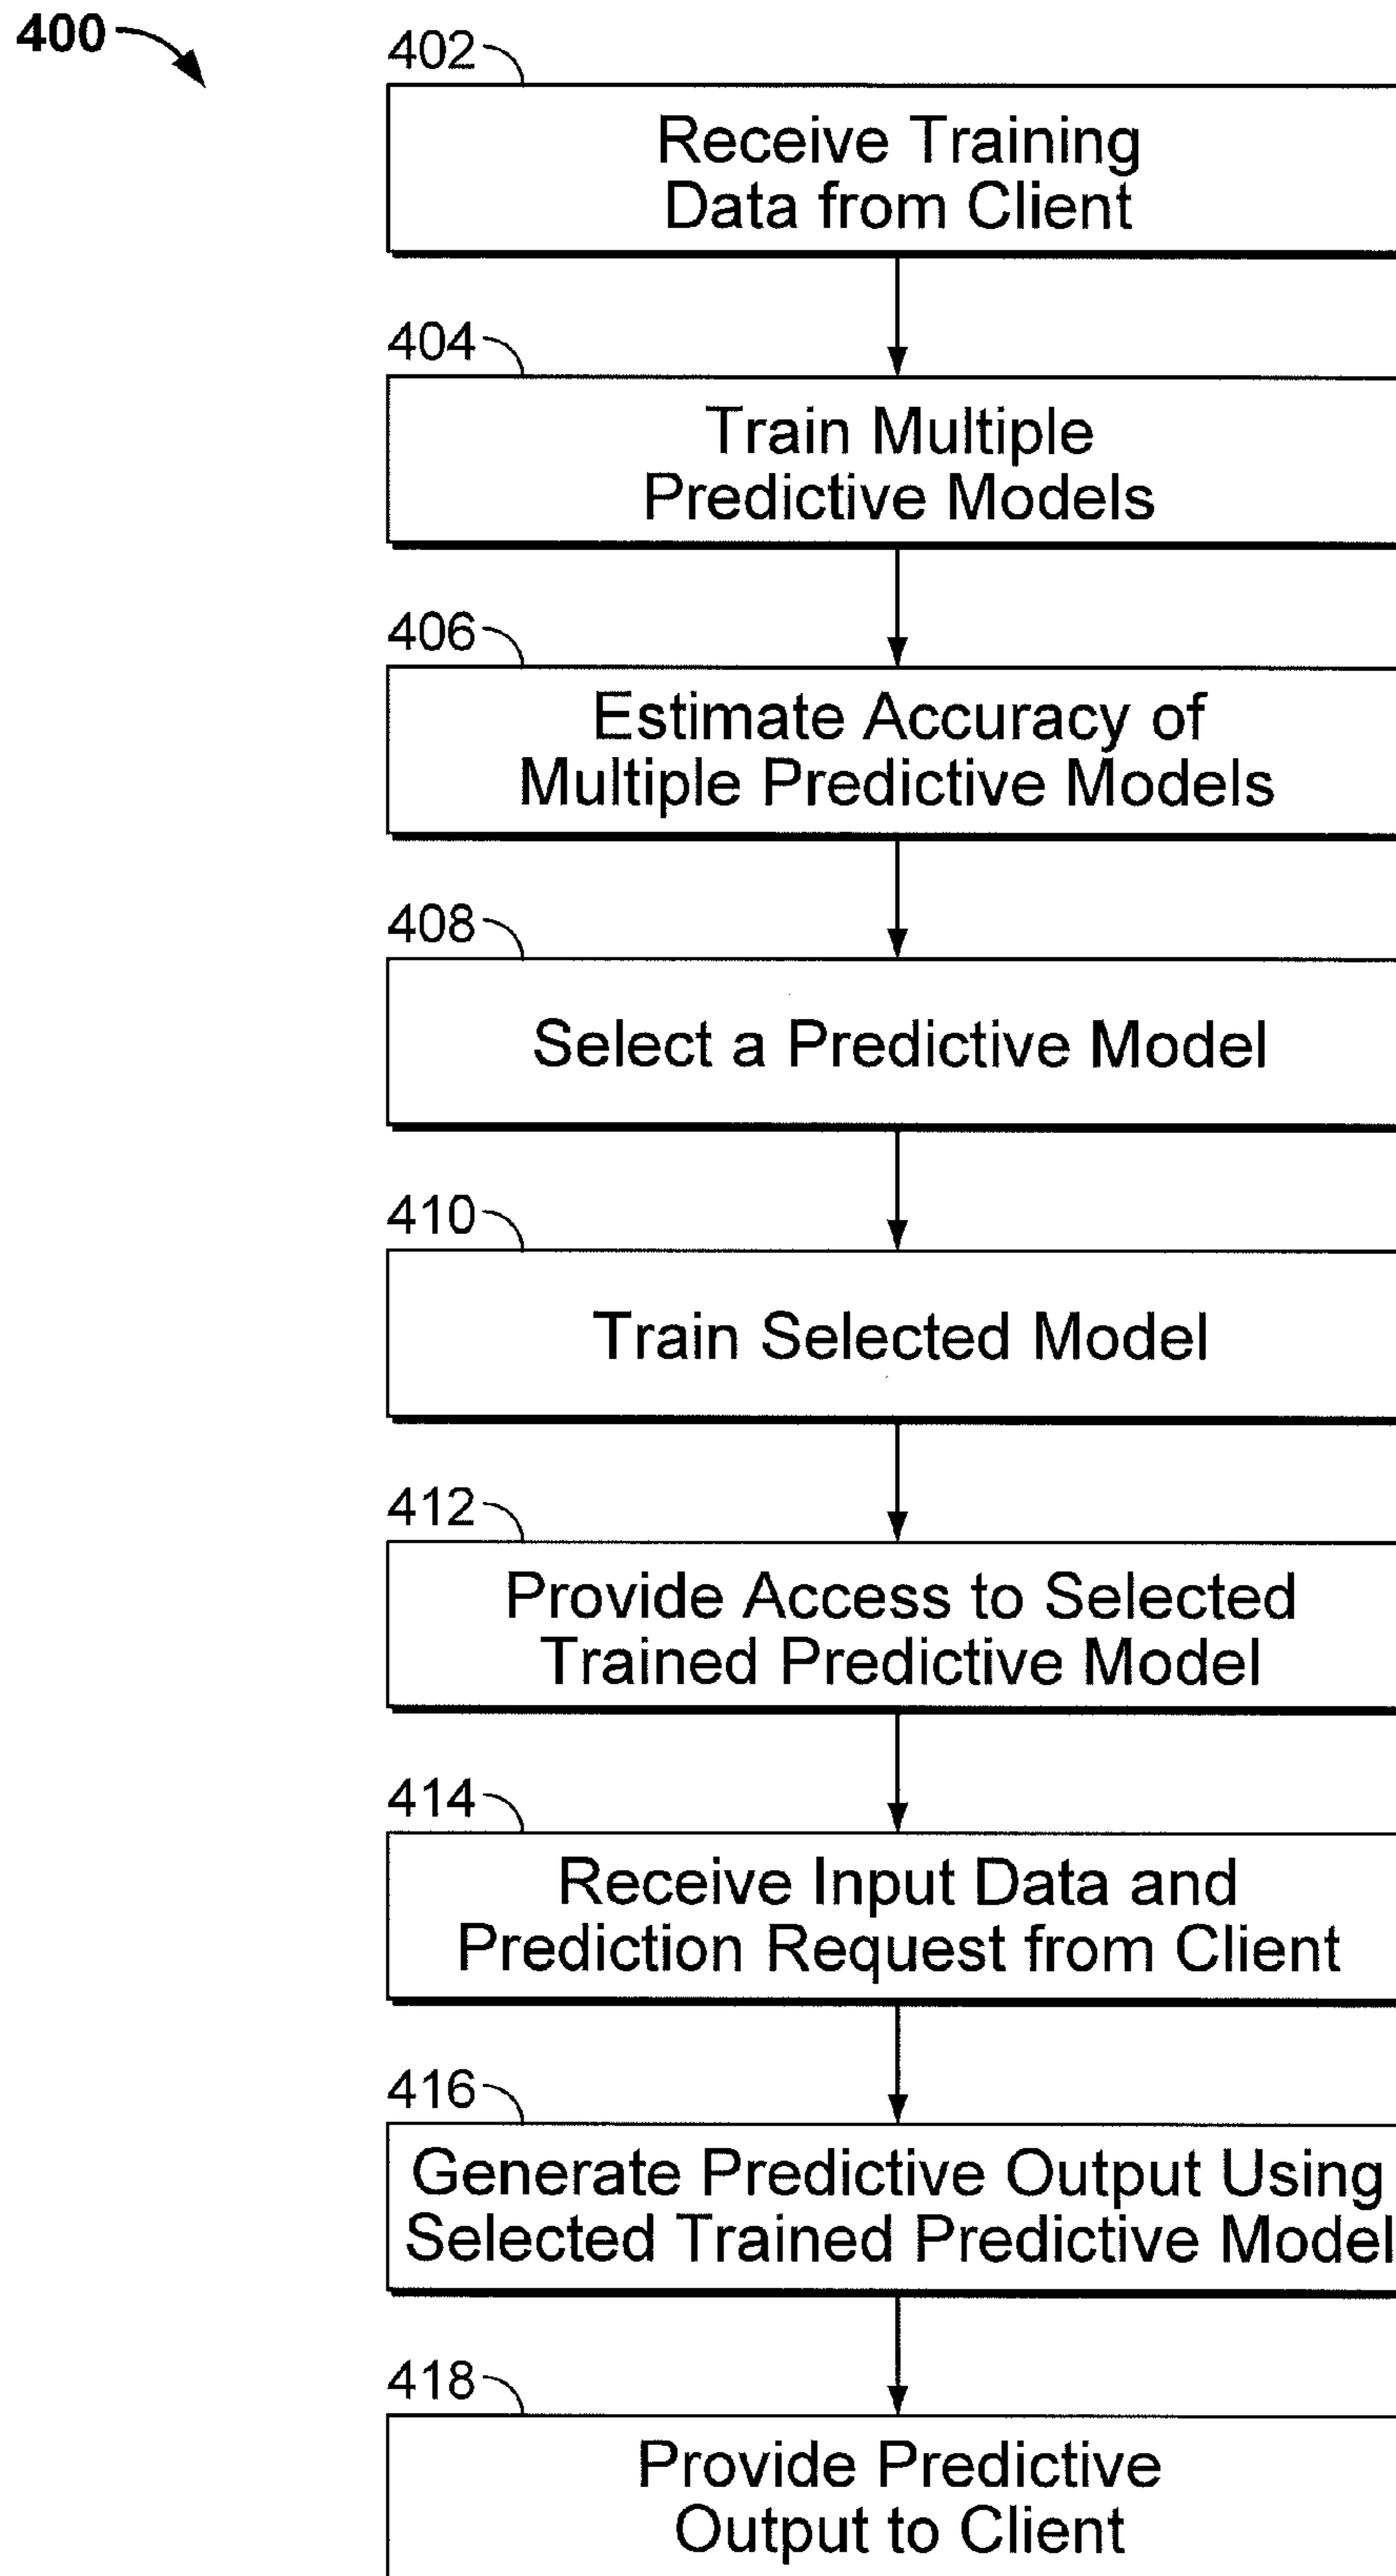 400
402
Receive Training
Data from Client
404
Train Multiple
Predictive Models
406
Estimate Accuracy of
Multiple Predictive Models
408
Select a Predictive Model
410
Train Selected Model
412
Provide Access to Selected
Trained Predictive Model
414
Receive Input Data and
Prediction Request from Client
416
Generate Predictive Output Using
Selected Trained Predictive Model
418
Provide Predictive
Output to Client